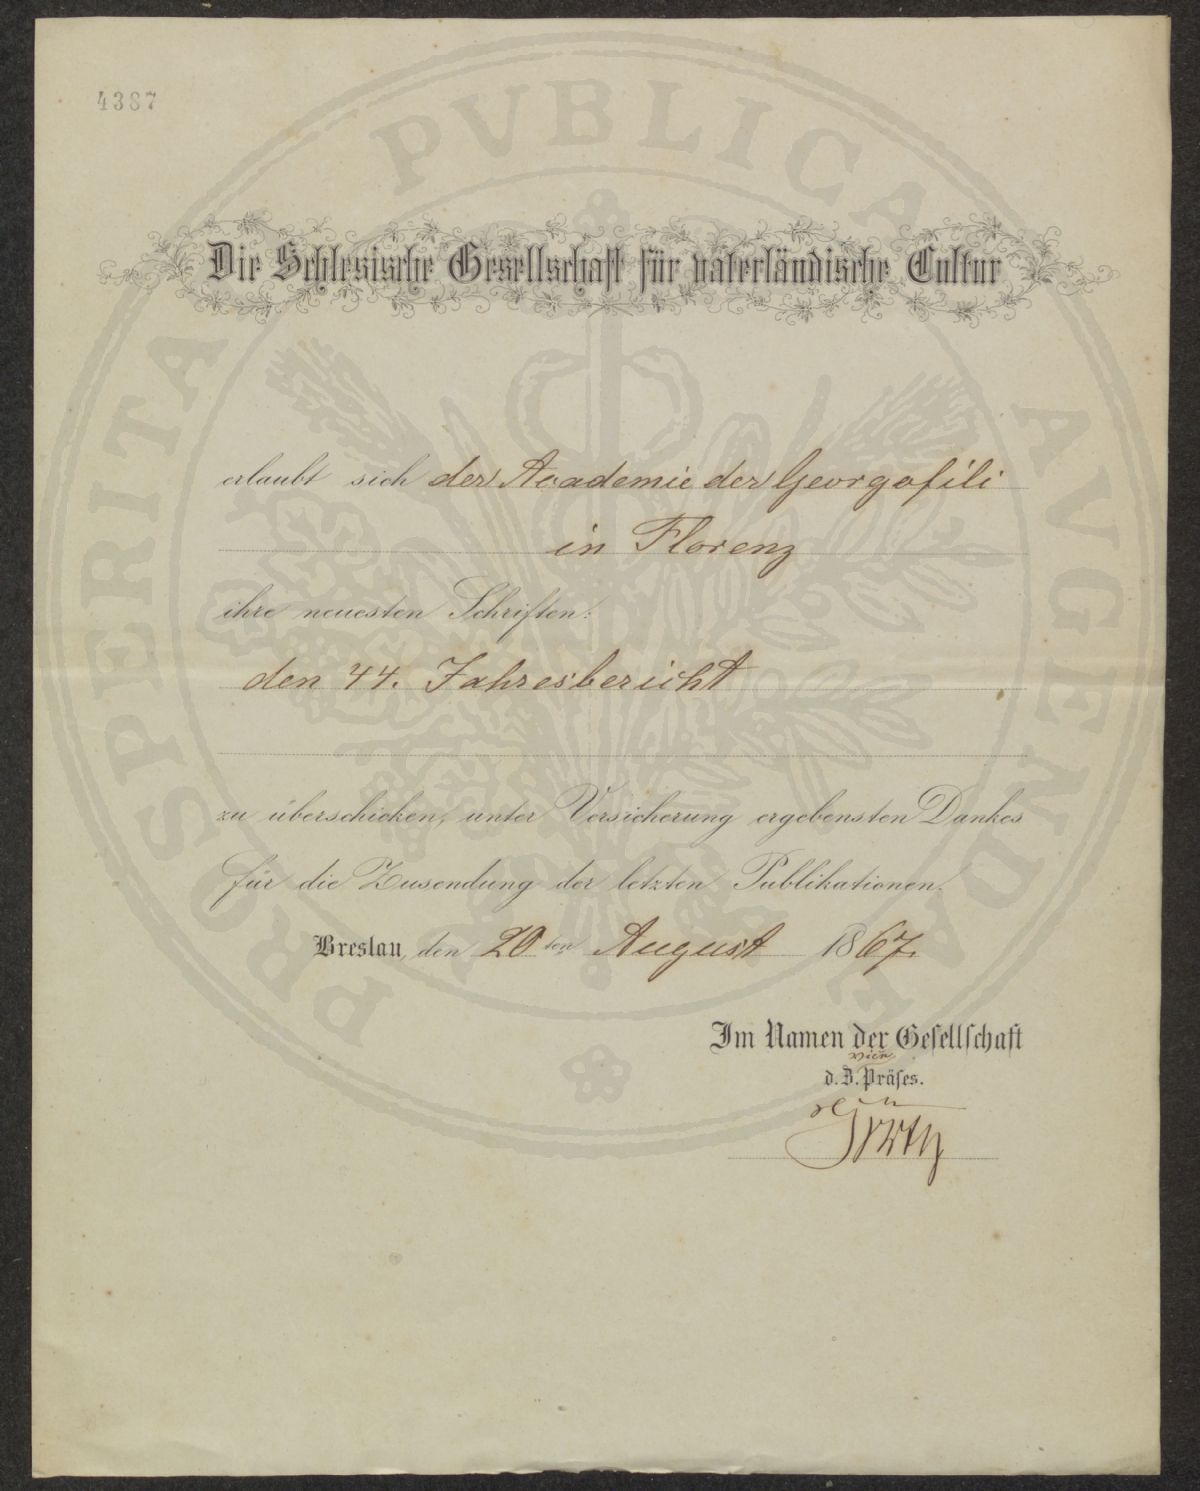 4387
Die Schlesische Gesellschaft für vaterländische Cultur
erlaubt sich der Academie der Georgofili
in Florenz
ihre neuesten Schriften:
den 44. Jahresbericht
zu überschicken, unter Versicherung ergebensten Dankes
für die Zusendung der letzten Publikationen.
Breslau, den 20ten August 1867.
Im Namen der Gesellschaft
vice
d. Z. Präses.
PROSPERITA PVBLICA AVGENDAE